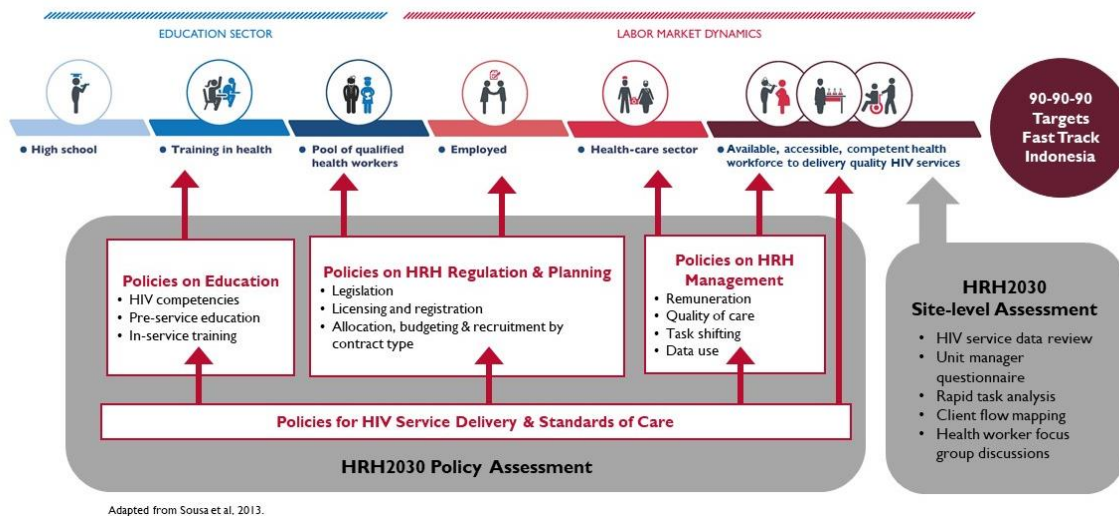 EDUCATION SECTOR
LABOR MARKET DYNAMICS
• High school
• Training in health
• Pool of qualified
health workers
• Employed
• Health-care sector
• Available, accessible, competent health
workforce to delivery quality HIV services
90-90-90
Targets
Fast Track
Indonesia
Policies on Education
• HIV competencies
• Pre-service education
• In-service training
Policies on HRH Regulation & Planning
• Legislation
• Licensing and registration
• Allocation, budgeting & recruitment by
contract type
Policies on HRH
Management
• Remuneration
• Quality of care
• Task shifting
• Data use
Policies for HIV Service Delivery & Standards of Care
HRH2030 Policy Assessment
HRH2030
Site-level Assessment
• HIV service data review
• Unit manager
questionnaire
• Rapid task analysis
• Client flow mapping
• Health worker focus
group discussions
Adapted from Sousa et al, 2013.